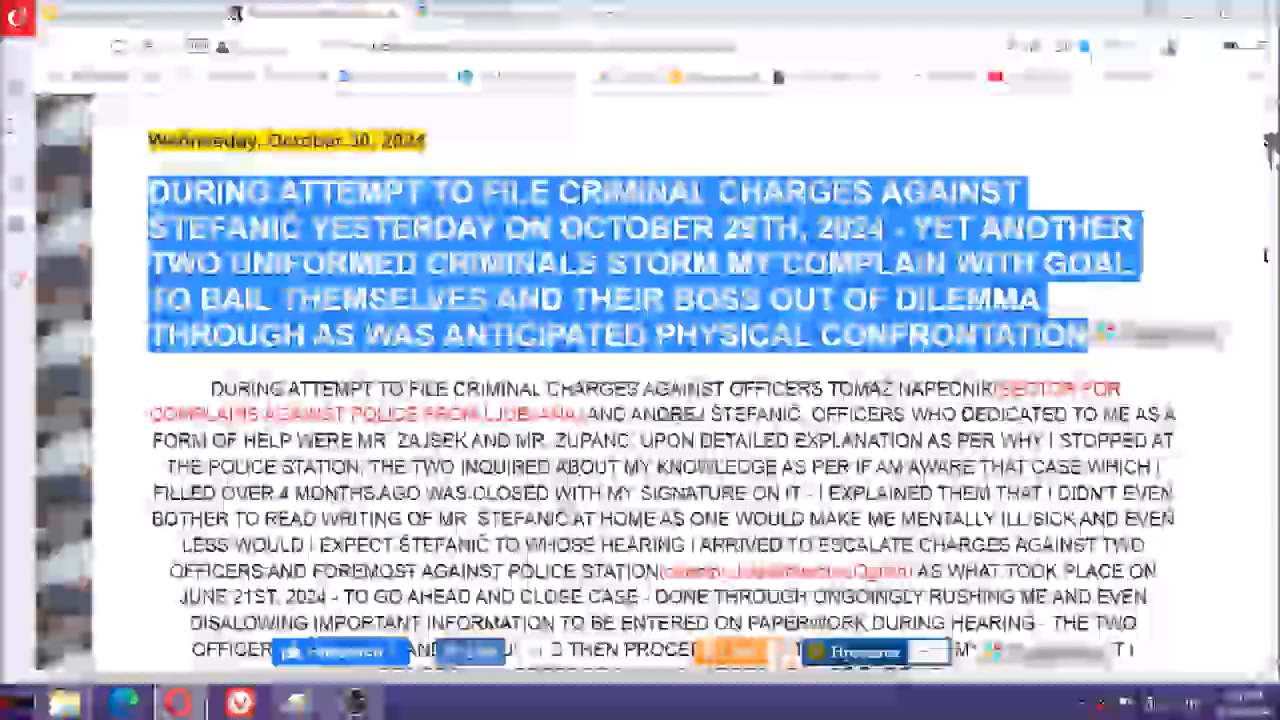 Wednesday, October 30, 2024
DURING ATTEMPT TO FILE CRIMINAL CHARGES AGAINST
STEFANIČ YESTERDAY ON OCTOBER 29TH, 2024 - YET ANOTHER
TWO UNIFORMED CRIMINALS STORM MY COMPLAIN WITH GOAL
TO BAIL THEMSELVES AND THEIR BOSS OUT OF DILEMMA
THROUGH AS WAS ANTICIPATED PHYSICAL CONFRONTATION
DURING ATTEMPT TO FILE CRIMINAL CHARGES AGAINST OFFICERS TOMAŽ NAPEČNIK(SECTOR FOR
COMPLAINS AGAINST POLICE FROM LJUBLJANA) AND ANDREJ ŠTEFANIČ, OFFICERS WHO DEDICATED TO ME AS A
FORM OF HELP WERE MR. ZAJSEK AND MR. ZUPANC. UPON DETAILED EXPLANATION AS PER WHY I STOPPED AT
THE POLICE STATION, THE TWO INQUIRED ABOUT MY KNOWLEDGE AS PER IF AM AWARE THAT CASE WHICH I
FILLED OVER 4 MONTHS AGO WAS CLOSED WITH MY SIGNATURE ON IT - I EXPLAINED THEM THAT I DIDN'T EVEN
BOTHER TO READ WRITING OF MR. STEFANIČ AT HOME AS ONE WOULD MAKE ME MENTALLY ILL/SICK AND EVEN
LESS WOULD I EXPECT ŠTEFANIČ TO WHOSE HEARING I ARRIVED TO ESCALATE CHARGES AGAINST TWO
OFFICERS AND FOREMOST AGAINST POLICE STATION AS WHAT TOOK PLACE ON
JUNE 21ST, 2024 - TO GO AHEAD AND CLOSE CASE - DONE THROUGH ONGOINGLY RUSHING ME AND EVEN
DISALOWING IMPORTANT INFORMATION TO BE ENTERED ON PAPERWORK DURING HEARING - THE TWO
OFFICER AND THEN